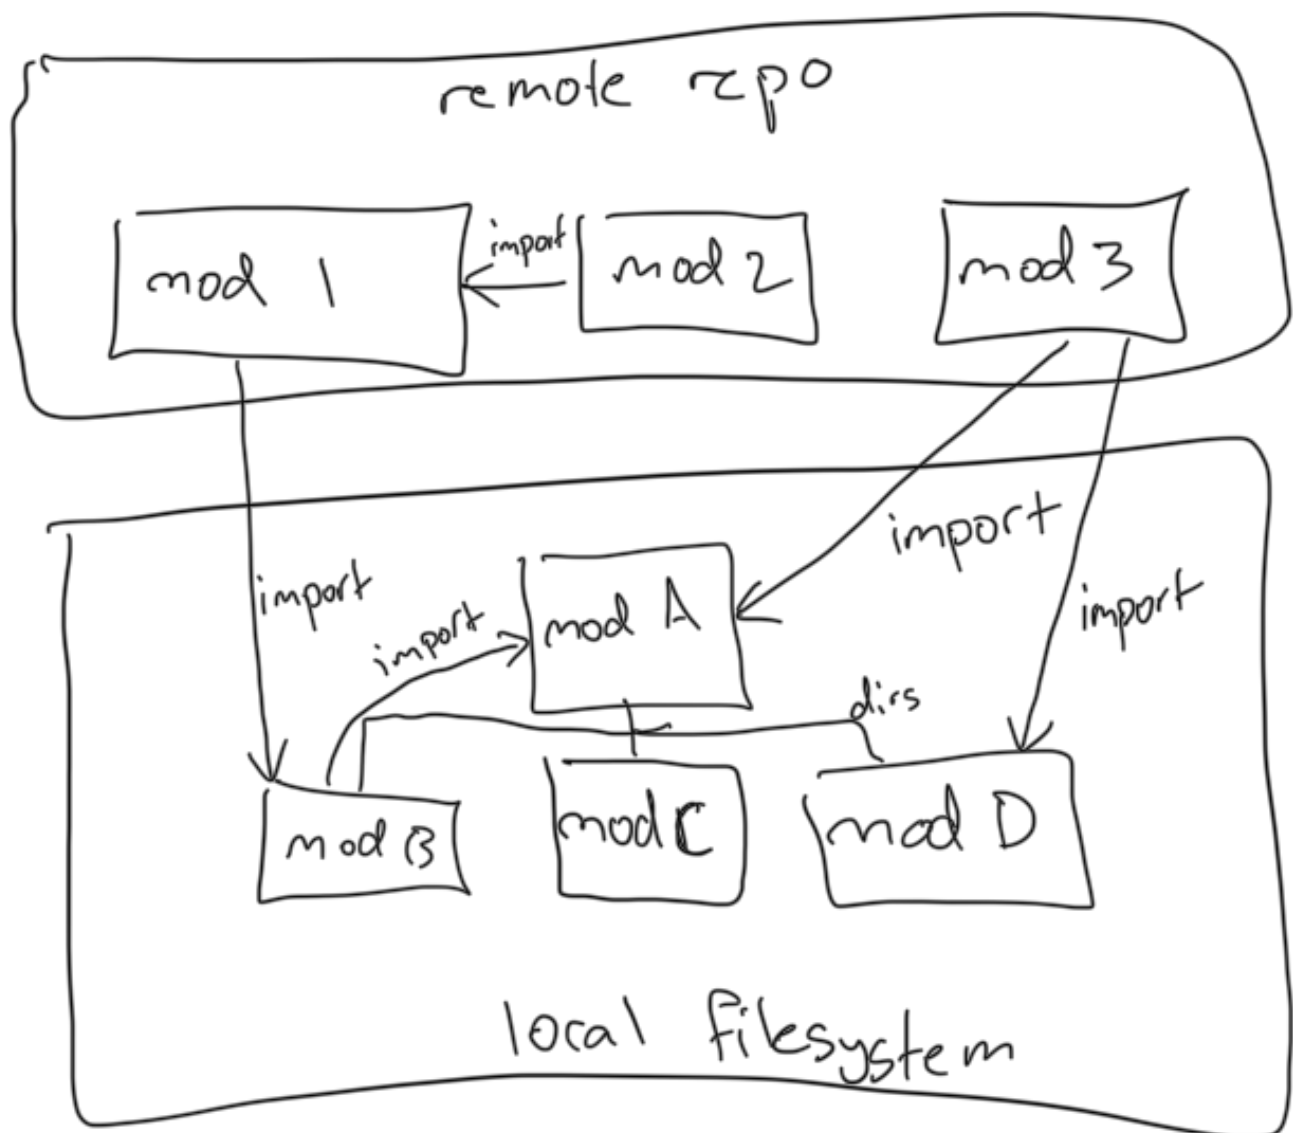 remote repo
mod 1
import
mod 2
mod 3
import
import
import
import
mod A
dirs
mod B
mod C
mod D
local filesystem